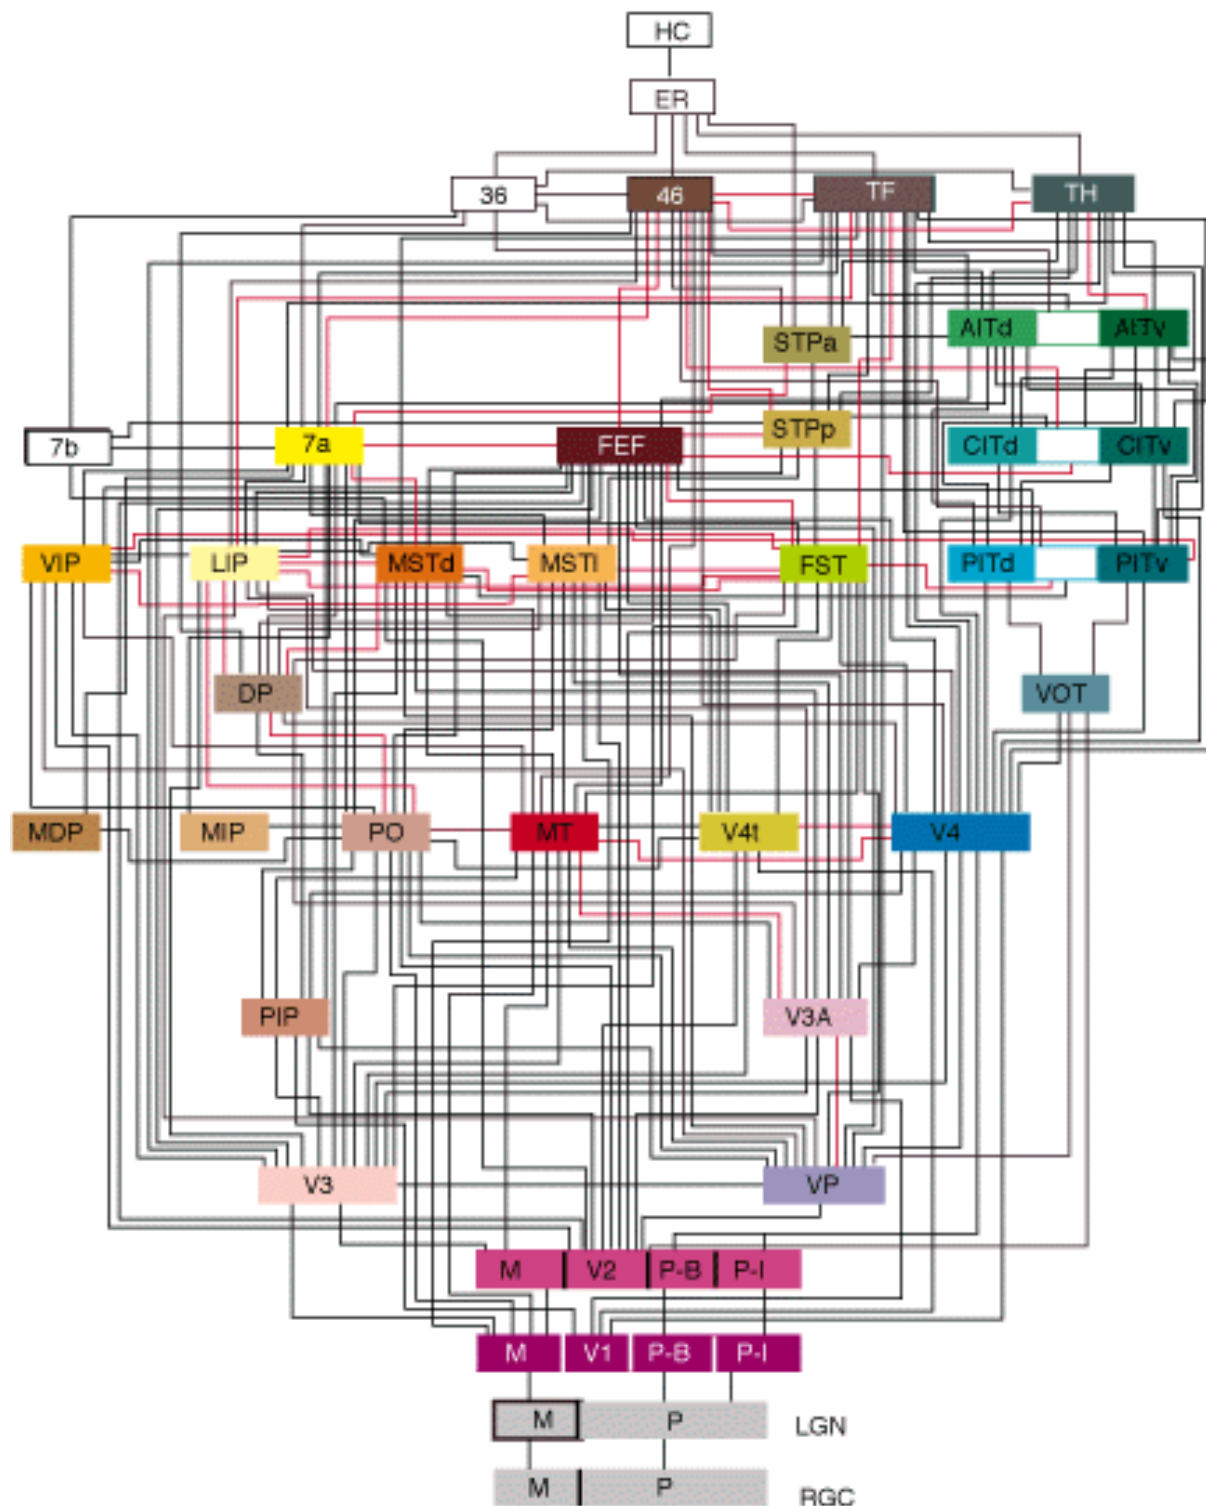 HC
ER
36 46 TF TH
STPa AITd AITv
7b 7a FEF STPp CITd CITv
VIP LIP MSTd MSTl FST PITd PITv
DP VOT
MDP MIP PO MT V4t V4
PIP V3A
V3 VP
M V2 P-B P-I
M V1 P-B P-I
M P LGN
M P RGC